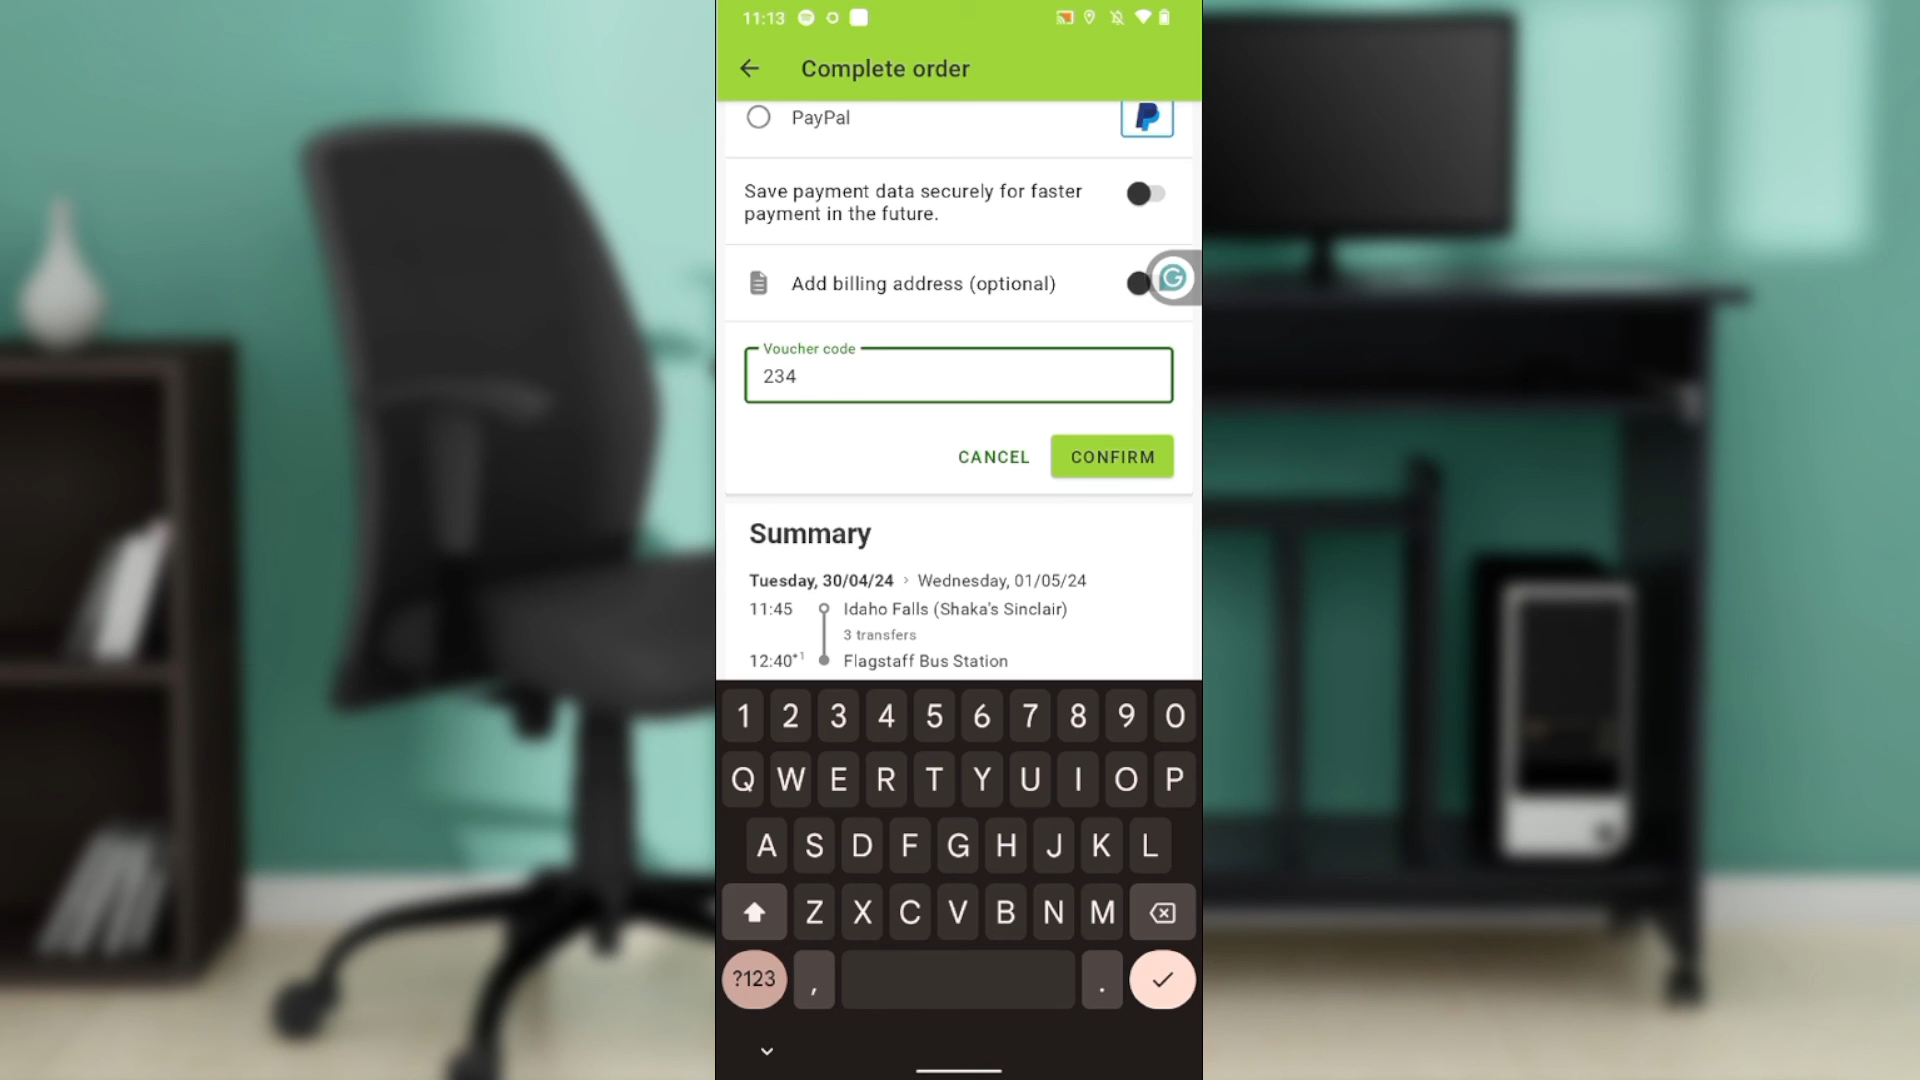 11:13
Complete order
PayPal
Save payment data securely for faster
payment in the future.
Add billing address (optional)
Voucher code
234
CANCEL CONFIRM
Summary
Tuesday, 30/04/24 › Wednesday, 01/05/24
11:45 Idaho Falls (Shaka's Sinclair)
3 transfers
12:40+1 Flagstaff Bus Station
1 2 3 4 5 6 7 8 9 0
Q W E R T Y U I O P
A S D F G H J K L
Z X C V B N M
?123 , .